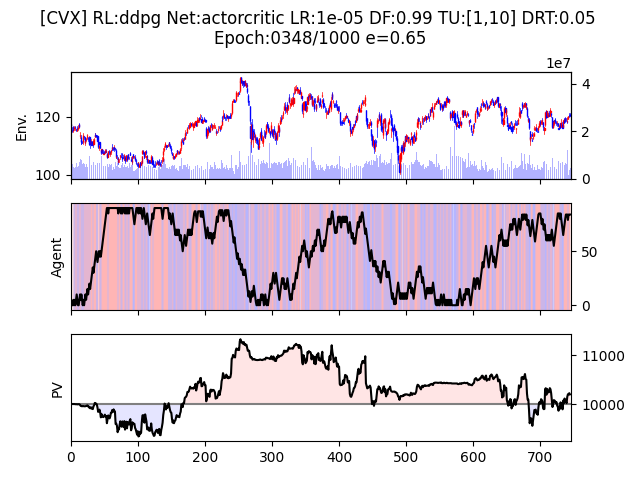 [CVX] RL:ddpg Net:actorcritic LR:1e-05 DF:0.99 TU:[1,10] DRT:0.05
Epoch:0348/1000 e=0.65
1e7
Env.
120
100
4
2
0
Agent
50
0
PV
11000
10000
0 100 200 300 400 500 600 700